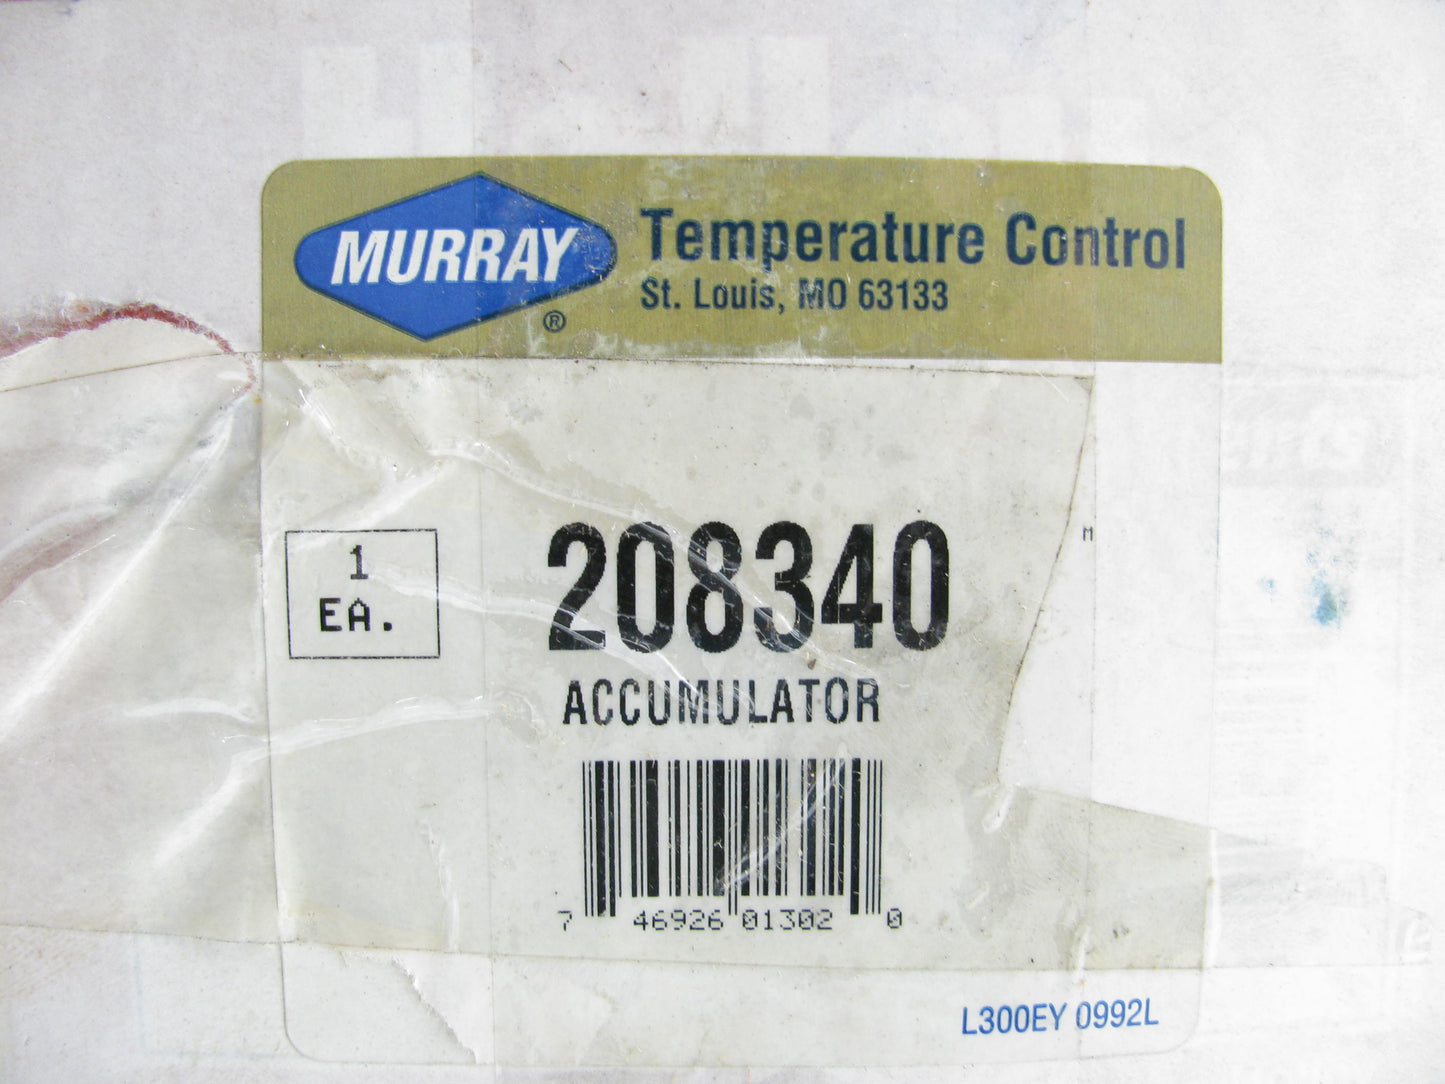 MURRAY ®
Temperature Control
St. Louis, MO 63133
1
EA.
208340
M
ACCUMULATOR
7 46926 01302 0
L300EY 0992L